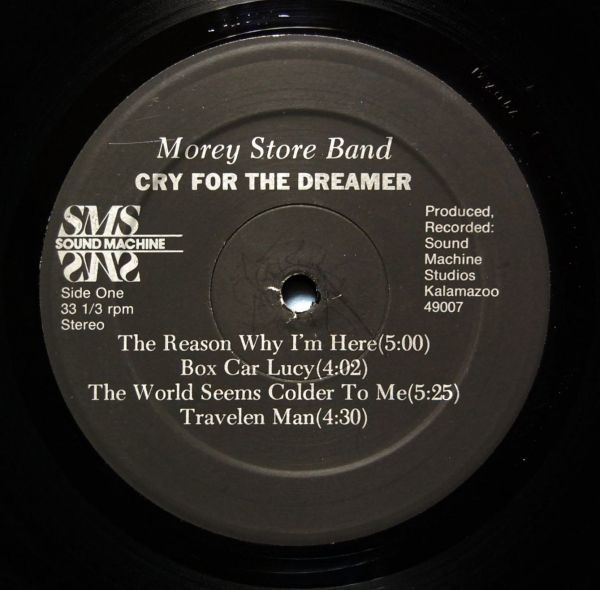 Morey Store Band
CRY FOR THE DREAMER
SMS
SOUND MACHINE
SMS
Side One
33 1/3 rpm
Stereo
Produced,
Recorded:
Sound
Machine
Studios
Kalamazoo
49007
The Reason Why I'm Here(5:00)
Box Car Lucy(4:02)
The World Seems Colder To Me(5:25)
Travelen Man(4:30)